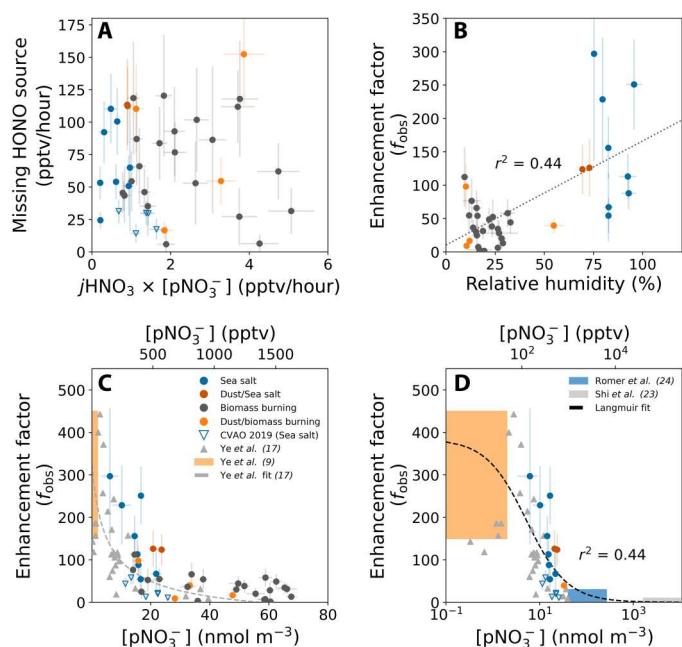 A
Missing HONO source
(pptv/hour)
175
150
125
100
75
50
25
0
0 2 4 6
jHNO₃ × [pNO₃⁻] (pptv/hour)
B
Enhancement factor
(fobs)
350
300
250
200
150
100
50
0
r² = 0.44
0 25 50 75 100
Relative humidity (%)
[pNO₃⁻] (pptv)
0 500 1000 1500
C
Enhancement factor
(fobs)
500
400
300
200
100
0
Sea salt
Dust/Sea salt
Biomass burning
Dust/biomass burning
CVAO 2019 (Sea salt)
Ye et al. (17)
Ye et al. (9)
Ye et al. fit (17)
0 20 40 60 80
[pNO₃⁻] (nmol m⁻³)
[pNO₃⁻] (pptv)
10² 10⁴
D
Enhancement factor
(fobs)
500
400
300
200
100
0
Romer et al. (24)
Shi et al. (23)
Langmuir fit
r² = 0.44
10⁻¹ 10¹ 10³
[pNO₃⁻] (nmol m⁻³)